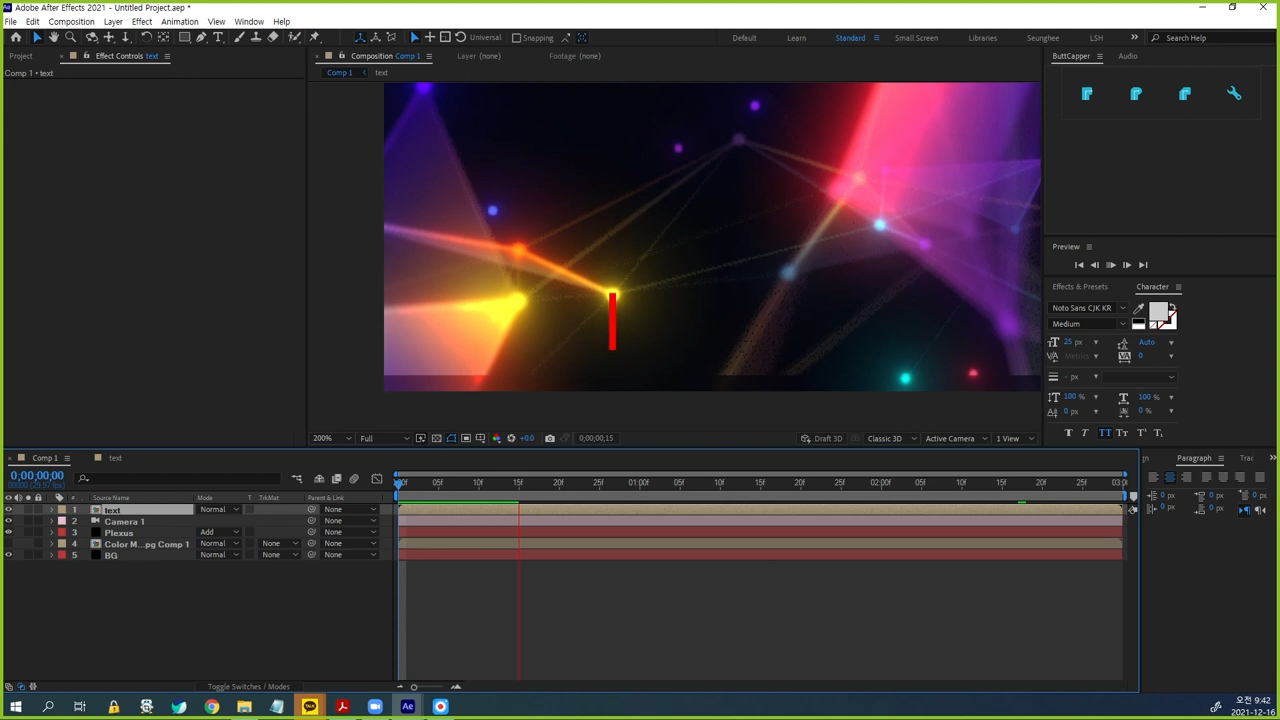 Adobe After Effects 2021 - Untitled Project.aep *
File Edit Composition Layer Effect Animation View Window Help
Universal Snapping Default Learn Standard Small Screen Libraries Seunghee LSH Search Help
Project Effect Controls text Composition Comp 1 Layer (none) Footage (none) ButtCapper Audio
Comp 1 • text Comp 1 text
Preview
Effects & Presets Character
Noto Sans CJK KR
Medium
25 px Auto
Metrics 0
- px
100 % 100 %
0 px 0 %
200% Full +0.0 0;00;00;15 Draft 3D Classic 3D Active Camera 1 View
Comp 1 text Paragraph
0;00;00;00
05f 10f 15f 20f 25f 01:00f 05f 10f 15f 20f 25f 02:00f 05f 10f 15f 20f 25f
# Source Name Mode T .TrkMat Parent & Link
1 text Normal None
2 Camera 1 None
3 Plexus Add None
4 Color M...pg Comp 1 Normal None None
5 BG Normal None None
0 px 0 px 0 px
0 px 0 px
Toggle Switches / Modes
오전 9:42
2021-12-16